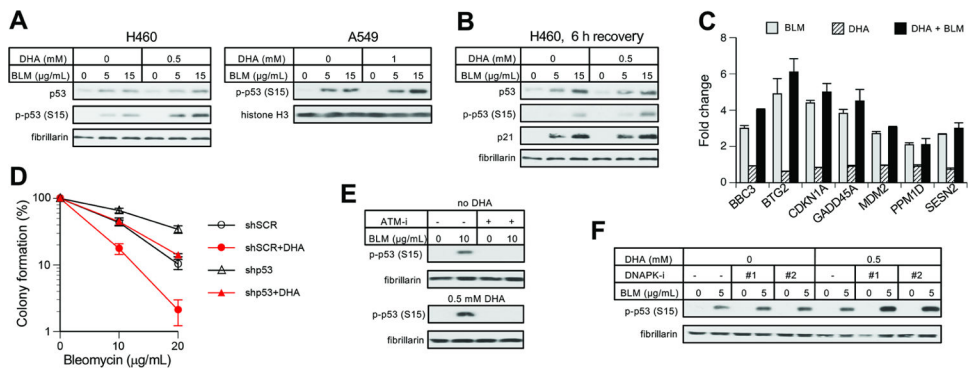 A
H460
DHA (mM) 0 0.5
BLM (μg/mL) 0 5 15 0 5 15
p53
p-p53 (S15)
fibrillarin
A549
DHA (mM) 0 1
BLM (μg/mL) 0 5 15 0 5 15
p-p53 (S15)
histone H3
B
H460, 6 h recovery
DHA (mM) 0 0.5
BLM (μg/mL) 0 5 15 0 5 15
p53
p-p53 (S15)
p21
fibrillarin
C
BLM DHA DHA + BLM
Fold change
8
6
4
2
0
BBC3 BTG2 CDKN1A GADD45A MDM2 PPM1D SESN2
D
Colony formation (%)
100
10
1
0 10 20
Bleomycin (μg/mL)
shSCR
shSCR+DHA
shp53
shp53+DHA
E
no DHA
ATM-i - - + +
BLM (μg/mL) 0 10 0 10
p-p53 (S15)
fibrillarin
0.5 mM DHA
p-p53 (S15)
fibrillarin
F
DHA (mM) 0 0.5
DNAPK-i - - #1 #2 - - #1 #2
BLM (μg/mL) 0 5 0 5 0 5 0 5 0 5 0 5
p-p53 (S15)
fibrillarin